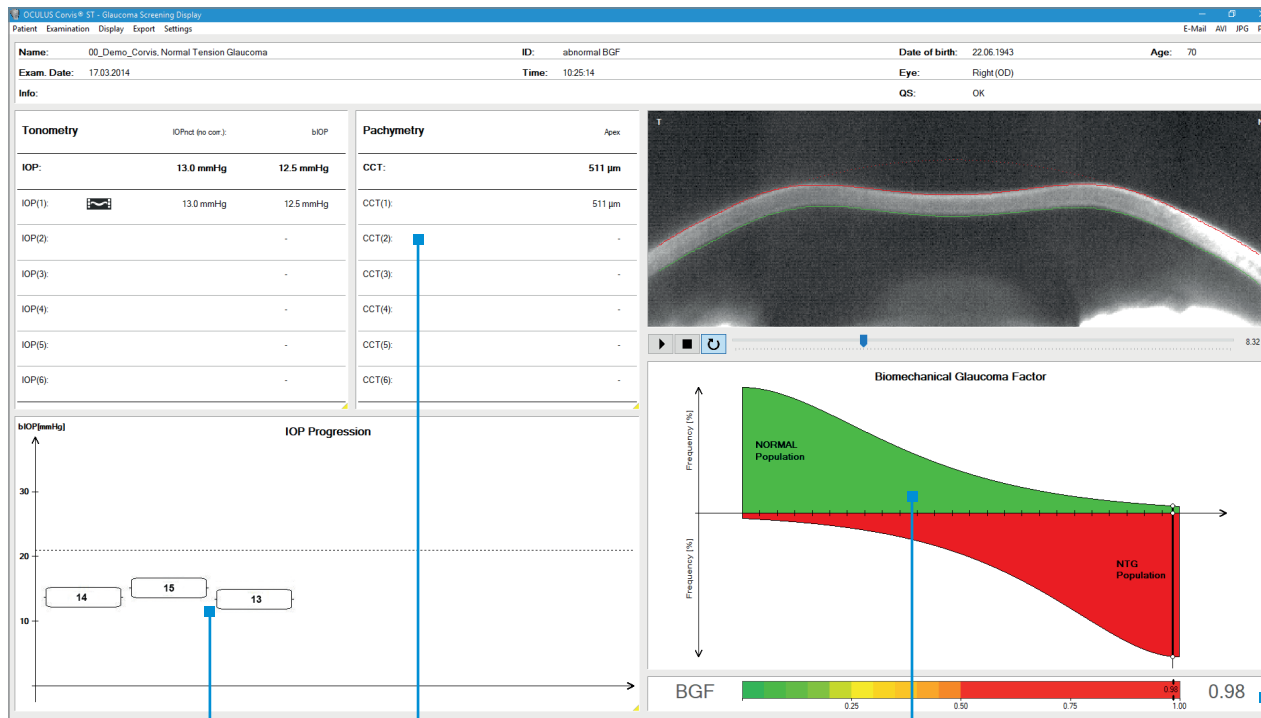 OCULUS Corvis® ST - Glaucoma Screening Display
Patient Examination Display Export Settings
E-Mail AVI JPG
Name: 00_Demo_Corvis, Normal Tension Glaucoma ID: abnormal BGF Date of birth: 22.06.1943 Age: 70
Exam. Date: 17.03.2014 Time: 10:25:14 Eye: Right (OD)
Info: QS: OK
Tonometry IOPnct (no corr.): bIOP
IOP: 13.0 mmHg 12.5 mmHg
IOP(1): 13.0 mmHg 12.5 mmHg
IOP(2): -
IOP(3): -
IOP(4): -
IOP(5): -
IOP(6): -
Pachymetry Apex
CCT: 511 µm
CCT(1): 511 µm
CCT(2): -
CCT(3): -
CCT(4): -
CCT(5): -
CCT(6): -
T
8.32
bIOP[mmHg]
IOP Progression
30
20
10
14
15
13
Biomechanical Glaucoma Factor
Frequency [%]
Frequency [%]
NORMAL
Population
NTG
Population
BGF 0.98 0.98
0.25 0.50 0.75 1.00